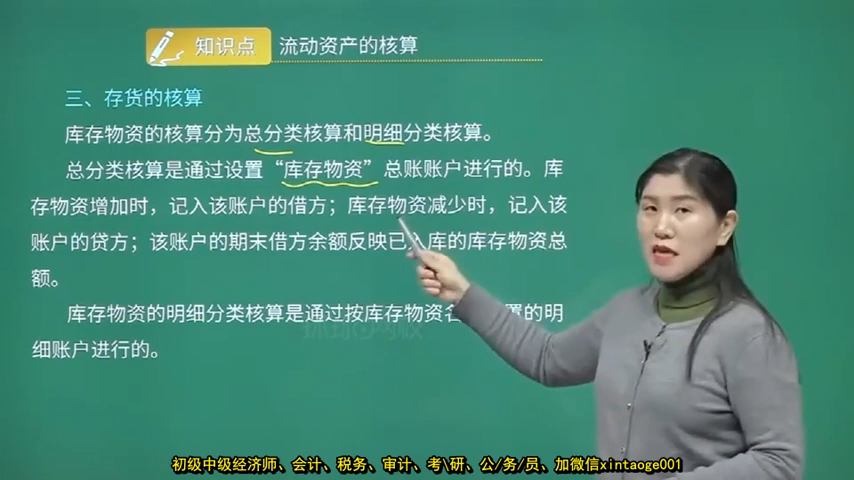 知识点 流动资产的核算
三、存货的核算
库存物资的核算分为总分类核算和明细分类核算。
总分类核算是通过设置“库存物资”总账账户进行的。库
存物资增加时，记入该账户的借方；库存物资减少时，记入该
账户的贷方；该账户的期末借方余额反映已入库的库存物资总
额。
库存物资的明细分类核算是通过按库存物资名 置的明
细账户进行的。
初级中级经济师、会计、税务、审计、考\研、公/务/员、加微信xintaoge001